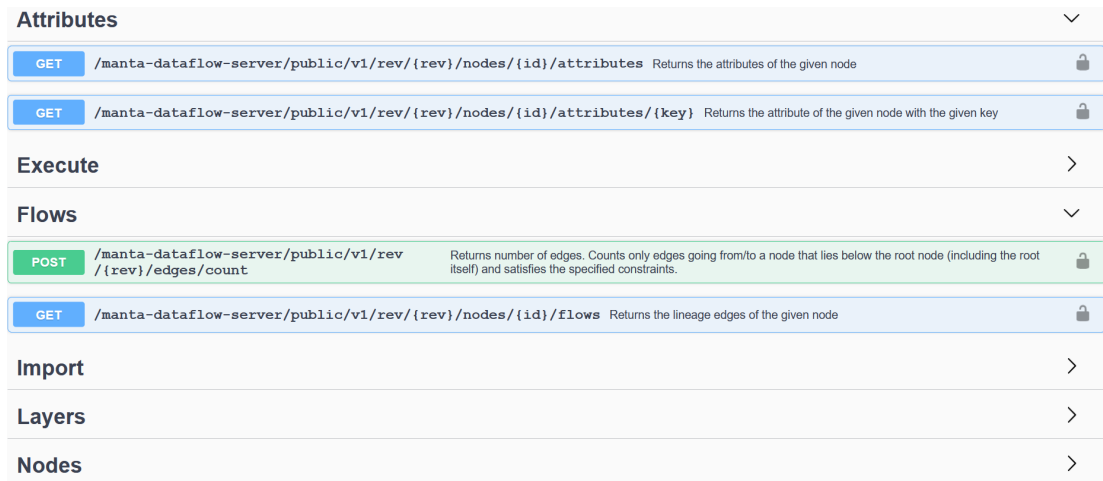 Attributes
GET /manta-dataflow-server/public/v1/rev/{rev}/nodes/{id}/attributes Returns the attributes of the given node
GET /manta-dataflow-server/public/v1/rev/{rev}/nodes/{id}/attributes/{key} Returns the attribute of the given node with the given key
Execute
Flows
POST /manta-dataflow-server/public/v1/rev
/{rev}/edges/count
Returns number of edges. Counts only edges going from/to a node that lies below the root node (including the root
itself) and satisfies the specified constraints.
GET /manta-dataflow-server/public/v1/rev/{rev}/nodes/{id}/flows Returns the lineage edges of the given node
Import
Layers
Nodes